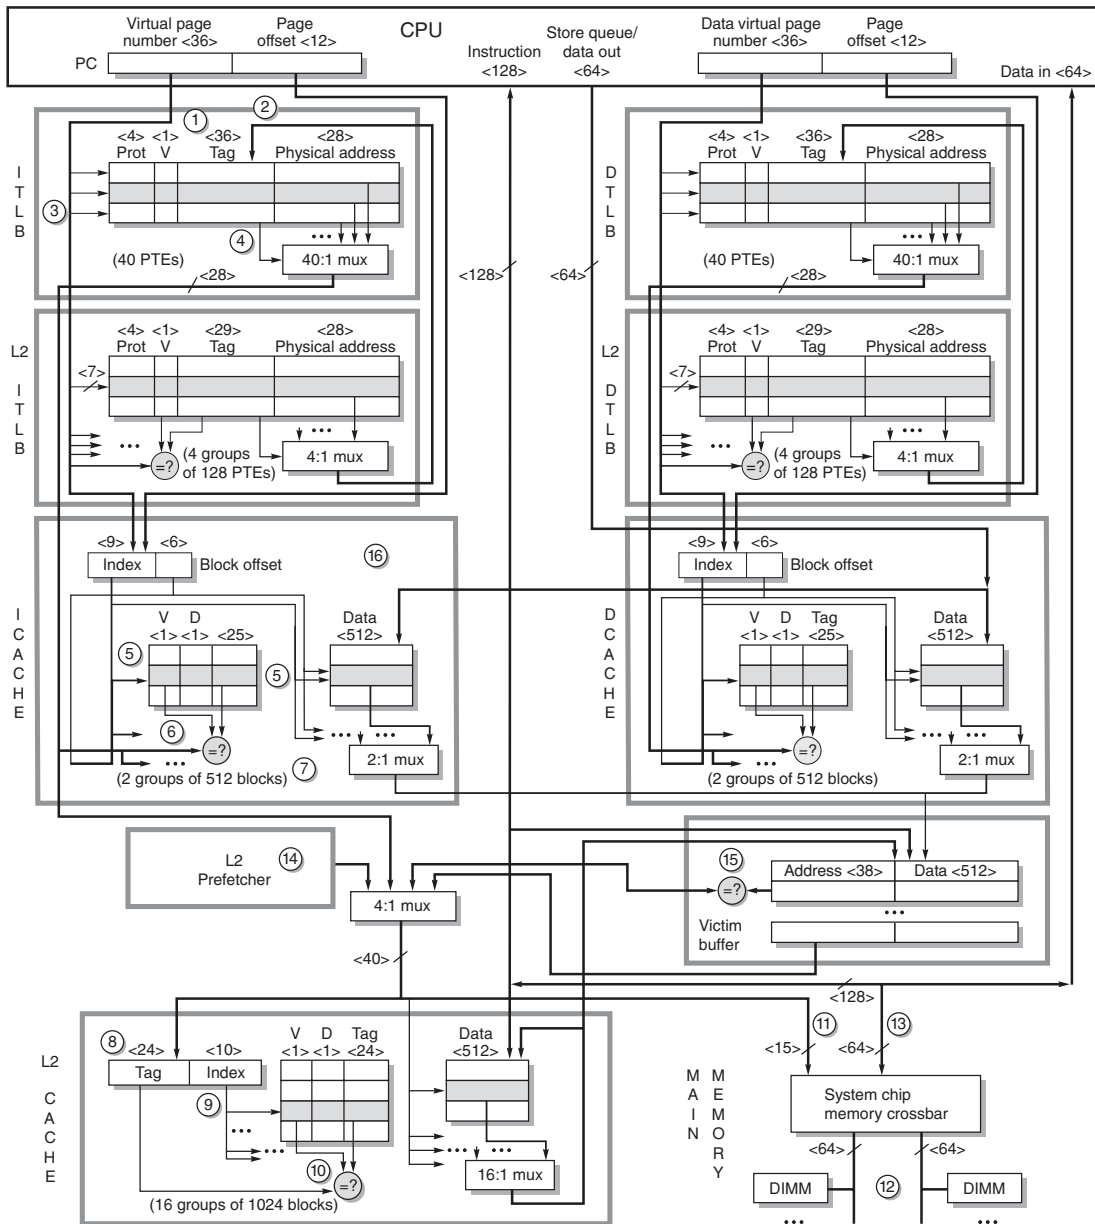 CPU
Virtual page number <36>
Page offset <12>
PC
Instruction <128>
Store queue/ data out <64>
Data virtual page number <36>
Page offset <12>
Data in <64>
1
2
I T L B
<4> Prot
<1> V
<36> Tag
<28> Physical address
3
4
...
(40 PTEs)
40:1 mux
<28>
<128>
<64>
D T L B
<4> Prot
<1> V
<36> Tag
<28> Physical address
...
(40 PTEs)
40:1 mux
<28>
L2 I T L B
<4> Prot
<1> V
<29> Tag
<28> Physical address
<7>
...
...
=?
(4 groups of 128 PTEs)
4:1 mux
L2 D T L B
<4> Prot
<1> V
<29> Tag
<28> Physical address
<7>
...
...
=?
(4 groups of 128 PTEs)
4:1 mux
I C A C H E
<9>
<6>
Index
Block offset
16
V <1>
D <1>
<25>
Data <512>
5
5
6
=?
7
...
... ...
(2 groups of 512 blocks)
2:1 mux
D C A C H E
<9>
<6>
Index
Block offset
V <1>
D <1>
Tag <25>
Data <512>
=?
...
... ...
(2 groups of 512 blocks)
2:1 mux
L2 Prefetcher
14
4:1 mux
<40>
15
=?
Address <38>
Data <512>
...
Victim buffer
<128>
L2 CACHE
8
<24>
<10>
Tag
Index
9
V <1>
D <1>
Tag <24>
Data <512>
...
...
10
=?
... ...
16:1 mux
(16 groups of 1024 blocks)
11
13
<15>
<64>
MAIN MEMORY
System chip memory crossbar
<64>
<64>
DIMM
12
DIMM
...
...